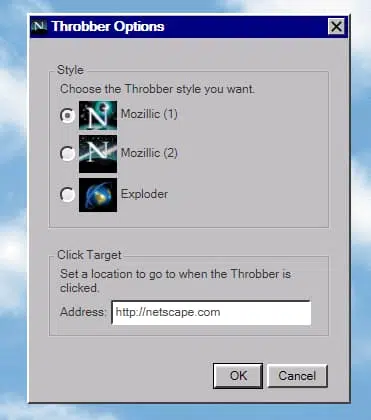 Throbber Options
Style
Choose the Throbber style you want.
N Mozillic (1)
N Mozillic (2)
Exploder
Click Target
Set a location to go to when the Throbber is
clicked.
Address: http://netscape.com
OK Cancel